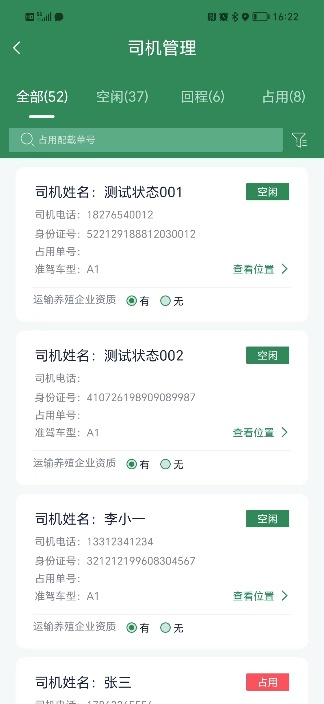 16:22
司机管理
全部(52) 空闲(37) 回程(6) 占用(8)
占用配载单号
司机姓名：测试状态001 空闲
司机电话：18276540012
身份证号：522129188812030012
占用单号：
准驾车型：A1 查看位置
运输养殖企业资质 有 无
司机姓名：测试状态002 空闲
司机电话：
身份证号：410726198909089987
占用单号：
准驾车型：A1 查看位置
运输养殖企业资质 有 无
司机姓名：李小一 空闲
司机电话：13312341234
身份证号：321212199608304567
占用单号：
准驾车型：A1 查看位置
运输养殖企业资质 有 无
司机姓名：张三 占用